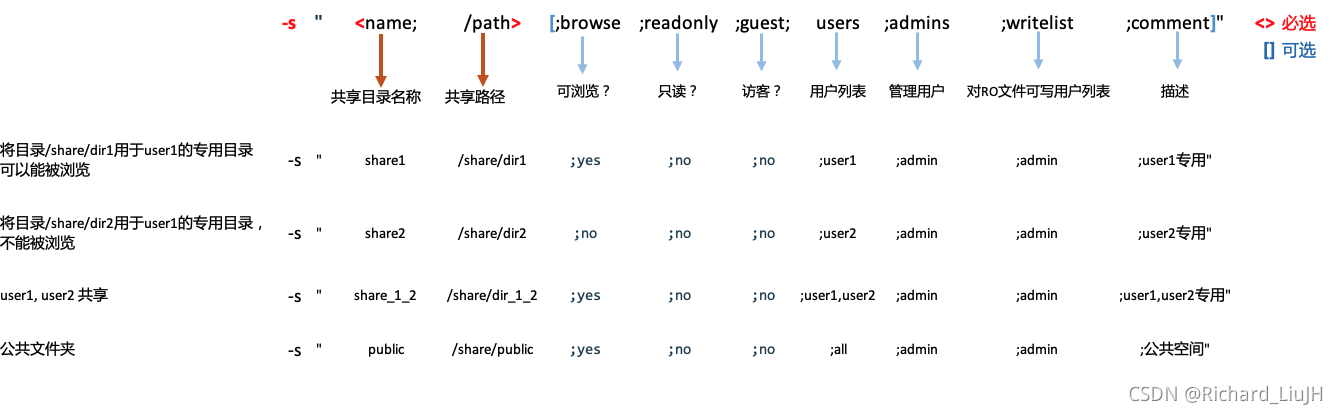 -s " <name; /path> [;browse ;readonly ;guest; users ;admins ;writelist ;comment]" <> 必选
[] 可选
共享目录名称 共享路径 可浏览？ 只读？ 访客？ 用户列表 管理用户 对RO文件可写用户列表 描述
将目录/share/dir1用于user1的专用目录
可以能被浏览
-s " share1 /share/dir1 ;yes ;no ;no ;user1 ;admin ;admin ;user1专用"
将目录/share/dir2用于user1的专用目录，
不能被浏览
-s " share2 /share/dir2 ;no ;no ;no ;user2 ;admin ;admin ;user2专用"
user1, user2 共享 -s " share_1_2 /share/dir_1_2 ;yes ;no ;no ;user1,user2 ;admin ;admin ;user1,user2专用"
公共文件夹 -s " public /share/public ;yes ;no ;no ;all ;admin ;admin ;公共空间"
CSDN @Richard_LiuJH